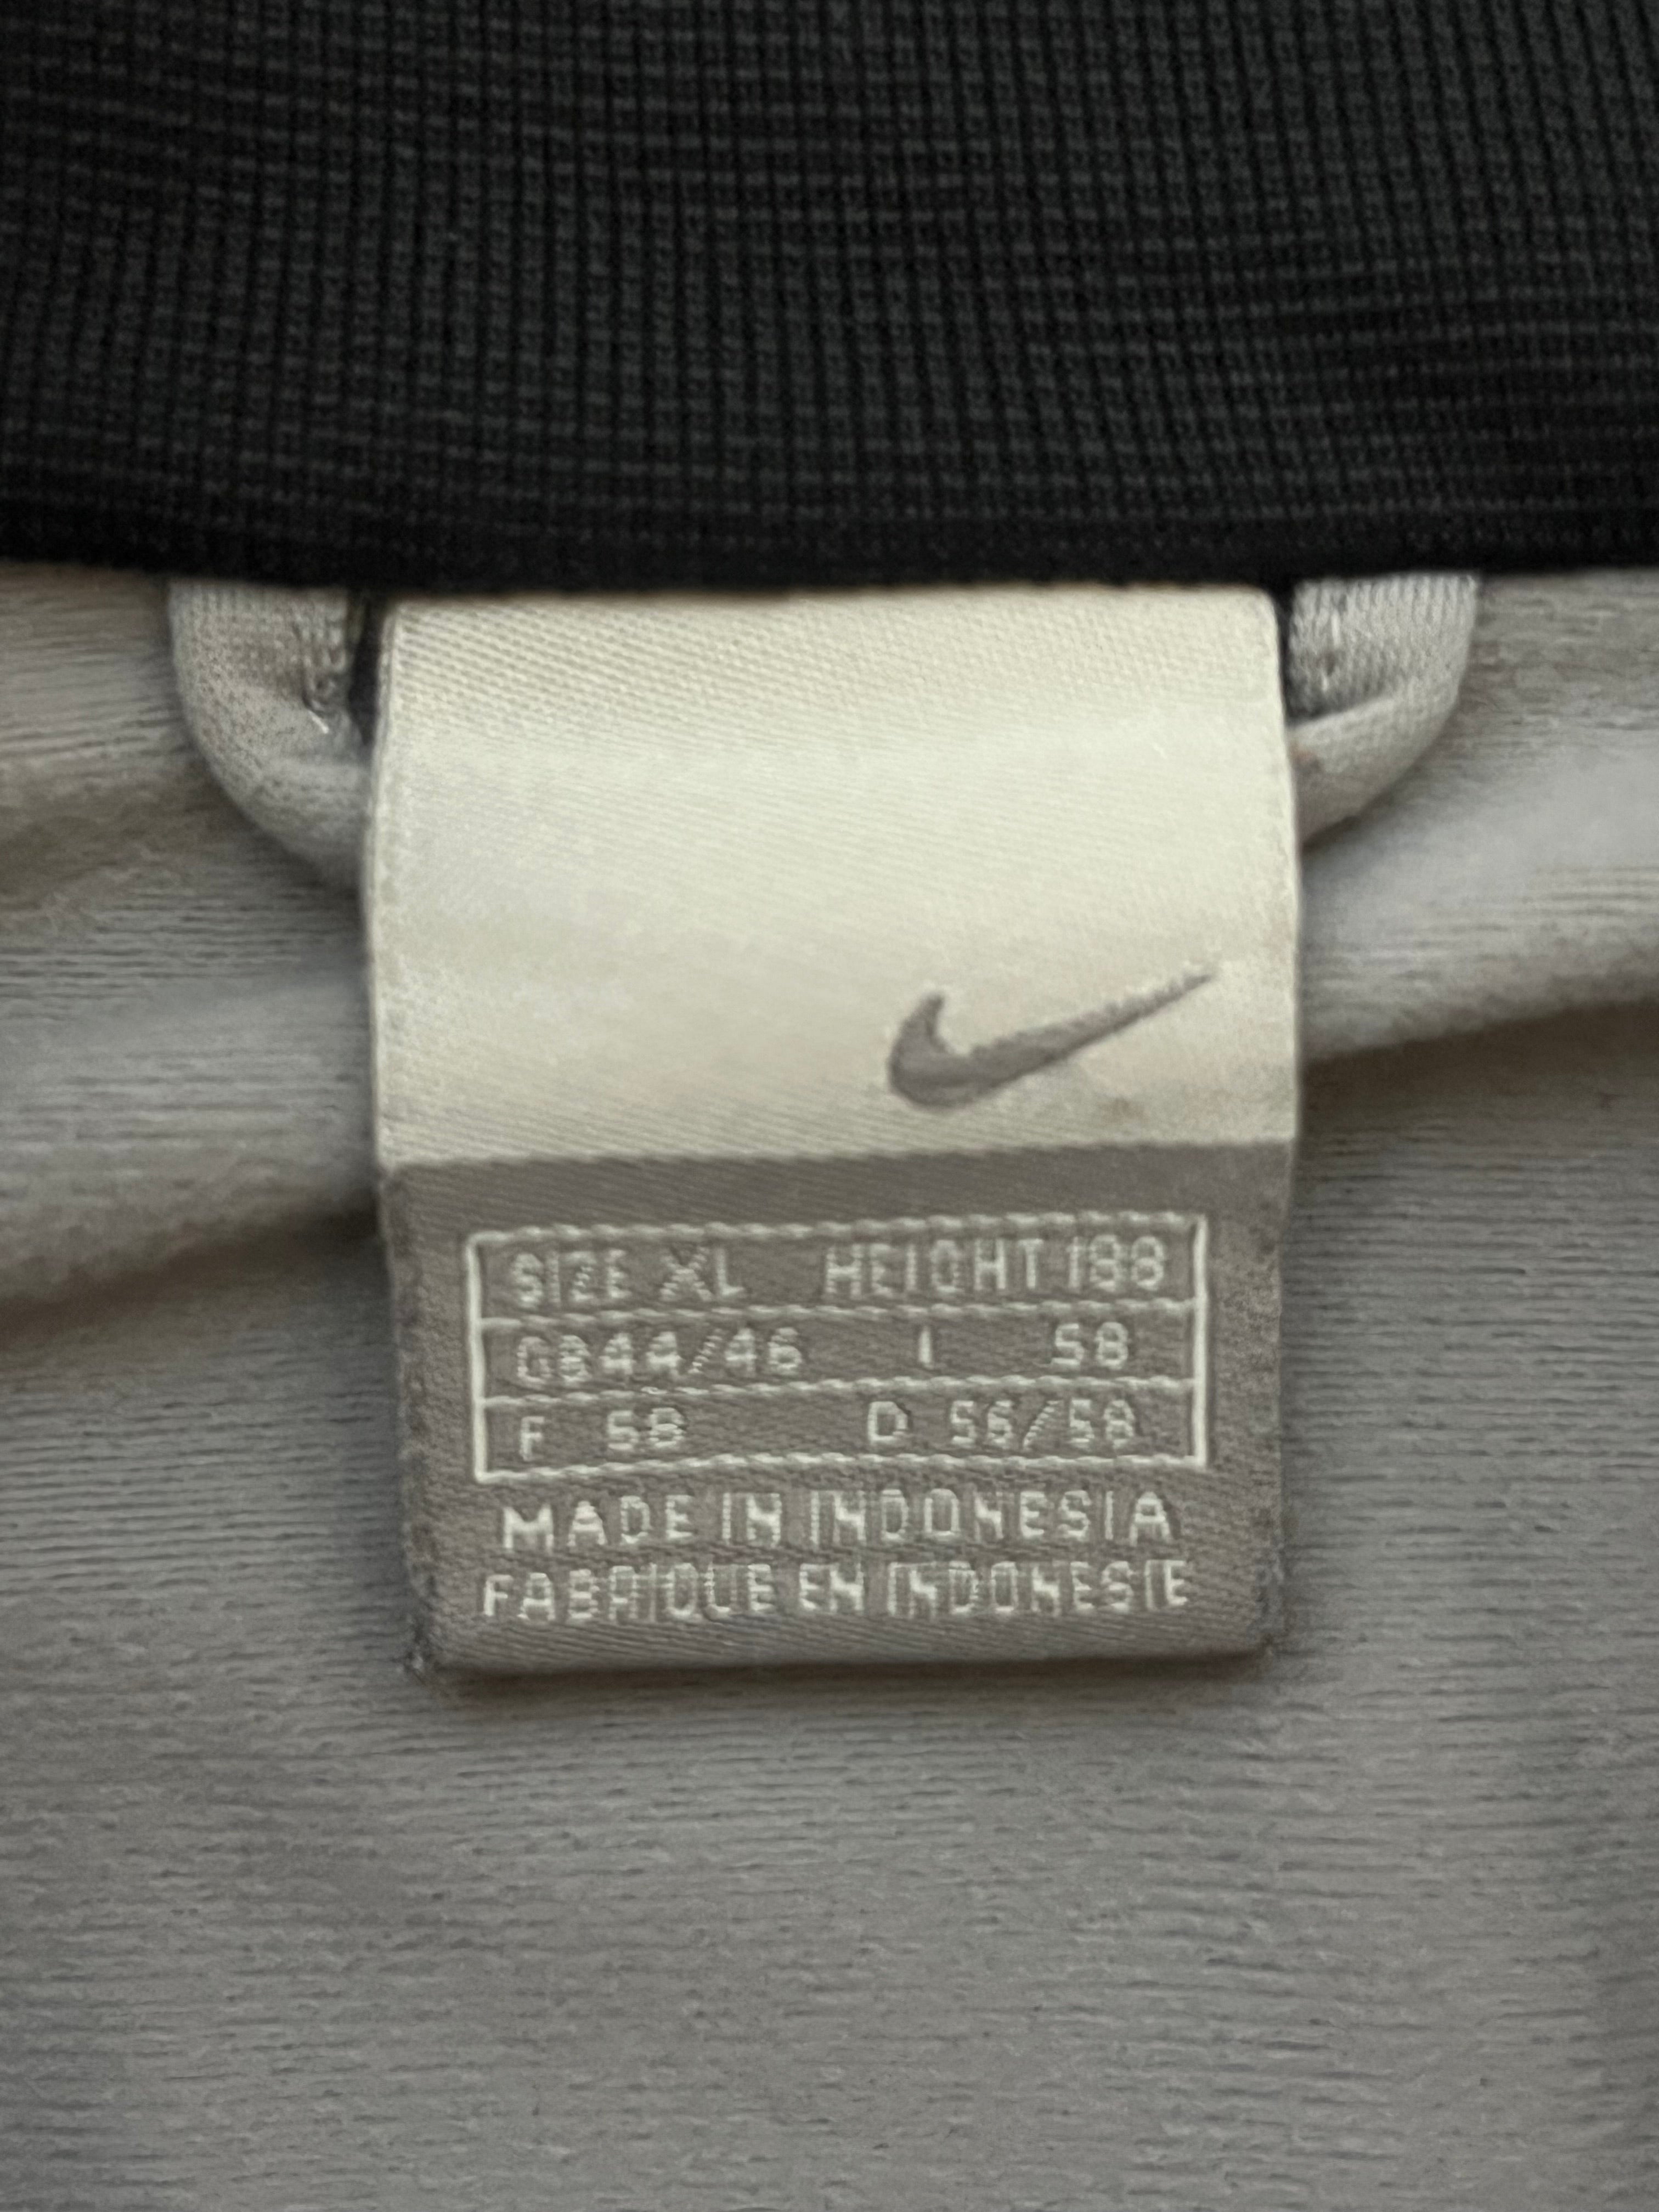 SIZE XL HEIGHT 188
GB44/46 I 58
F 58 D 56/58
MADE IN INDONESIA
FABRIQUE EN INDONESIE